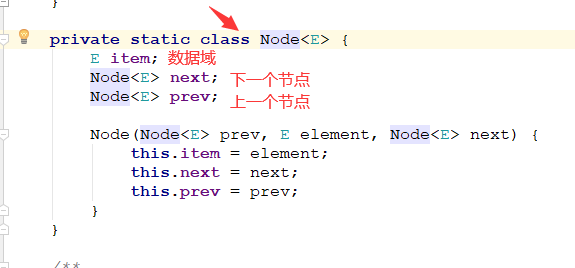 }
private static class Node<E> {
E item; 数据域
Node<E> next; 下一个节点
Node<E> prev; 上一个节点
Node(Node<E> prev, E element, Node<E> next) {
this.item = element;
this.next = next;
this.prev = prev;
}
}
/**